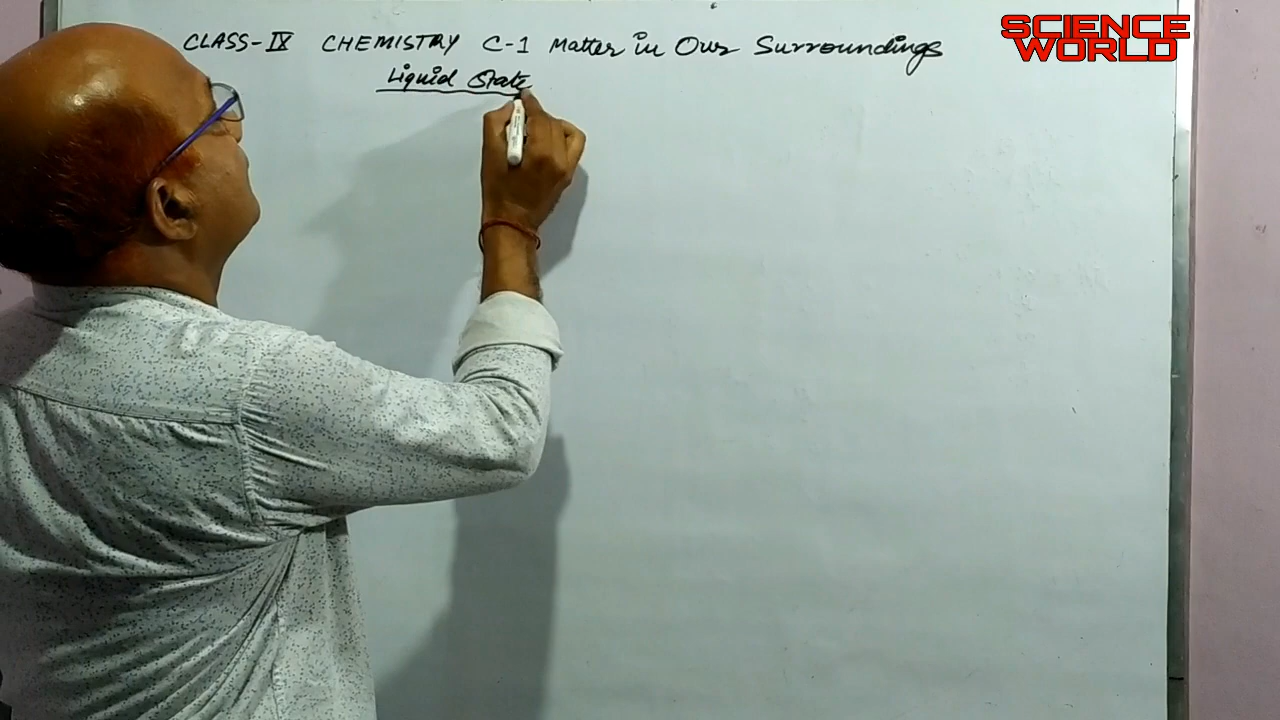 CLASS-IX CHEMISTRY C-1 Matter in Our Surroundings
Liquid State
SCIENCE
WORLD